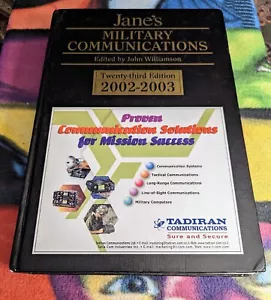 Jane's
MILITARY
COMMUNICATIONS
Edited by John Williamson
Twenty-third Edition
2002-2003
Proven
Communication Solutions
for Mission Success
Communication Systems
Tactical Communications
Long-Range Communications
Line-of-Sight Communications
Military Computers
TADIRAN
COMMUNICATIONS
Sure and Secure